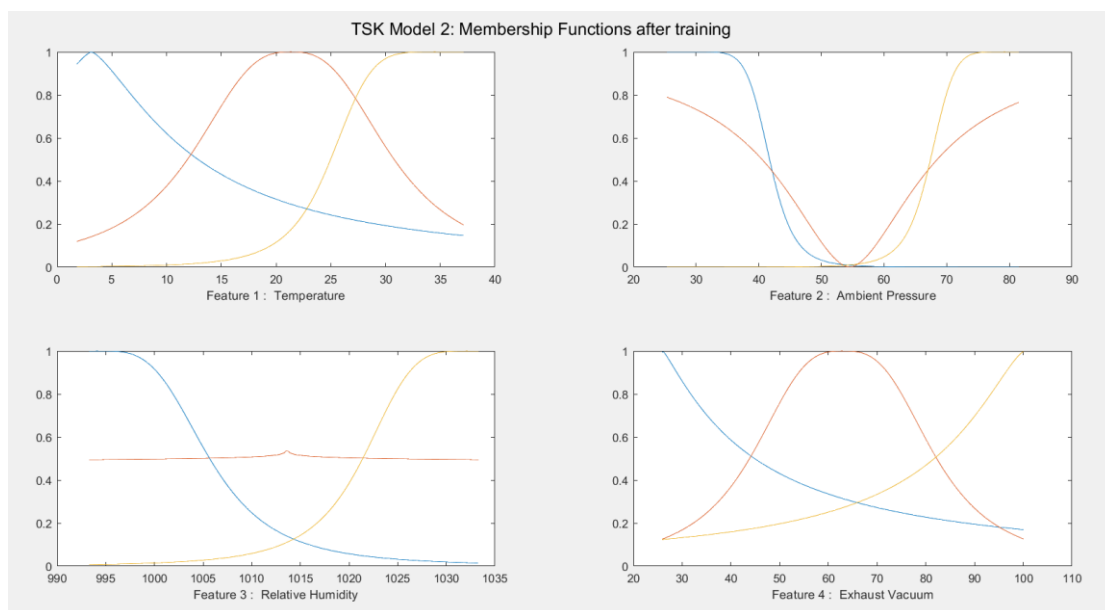 TSK Model 2: Membership Functions after training
1
0.8
0.6
0.4
0.2
0
0 5 10 15 20 25 30 35 40
Feature 1 : Temperature
1
0.8
0.6
0.4
0.2
0
20 30 40 50 60 70 80 90
Feature 2 : Ambient Pressure
1
0.8
0.6
0.4
0.2
0
990 995 1000 1005 1010 1015 1020 1025 1030 1035
Feature 3 : Relative Humidity
1
0.8
0.6
0.4
0.2
0
20 30 40 50 60 70 80 90 100 110
Feature 4 : Exhaust Vacuum